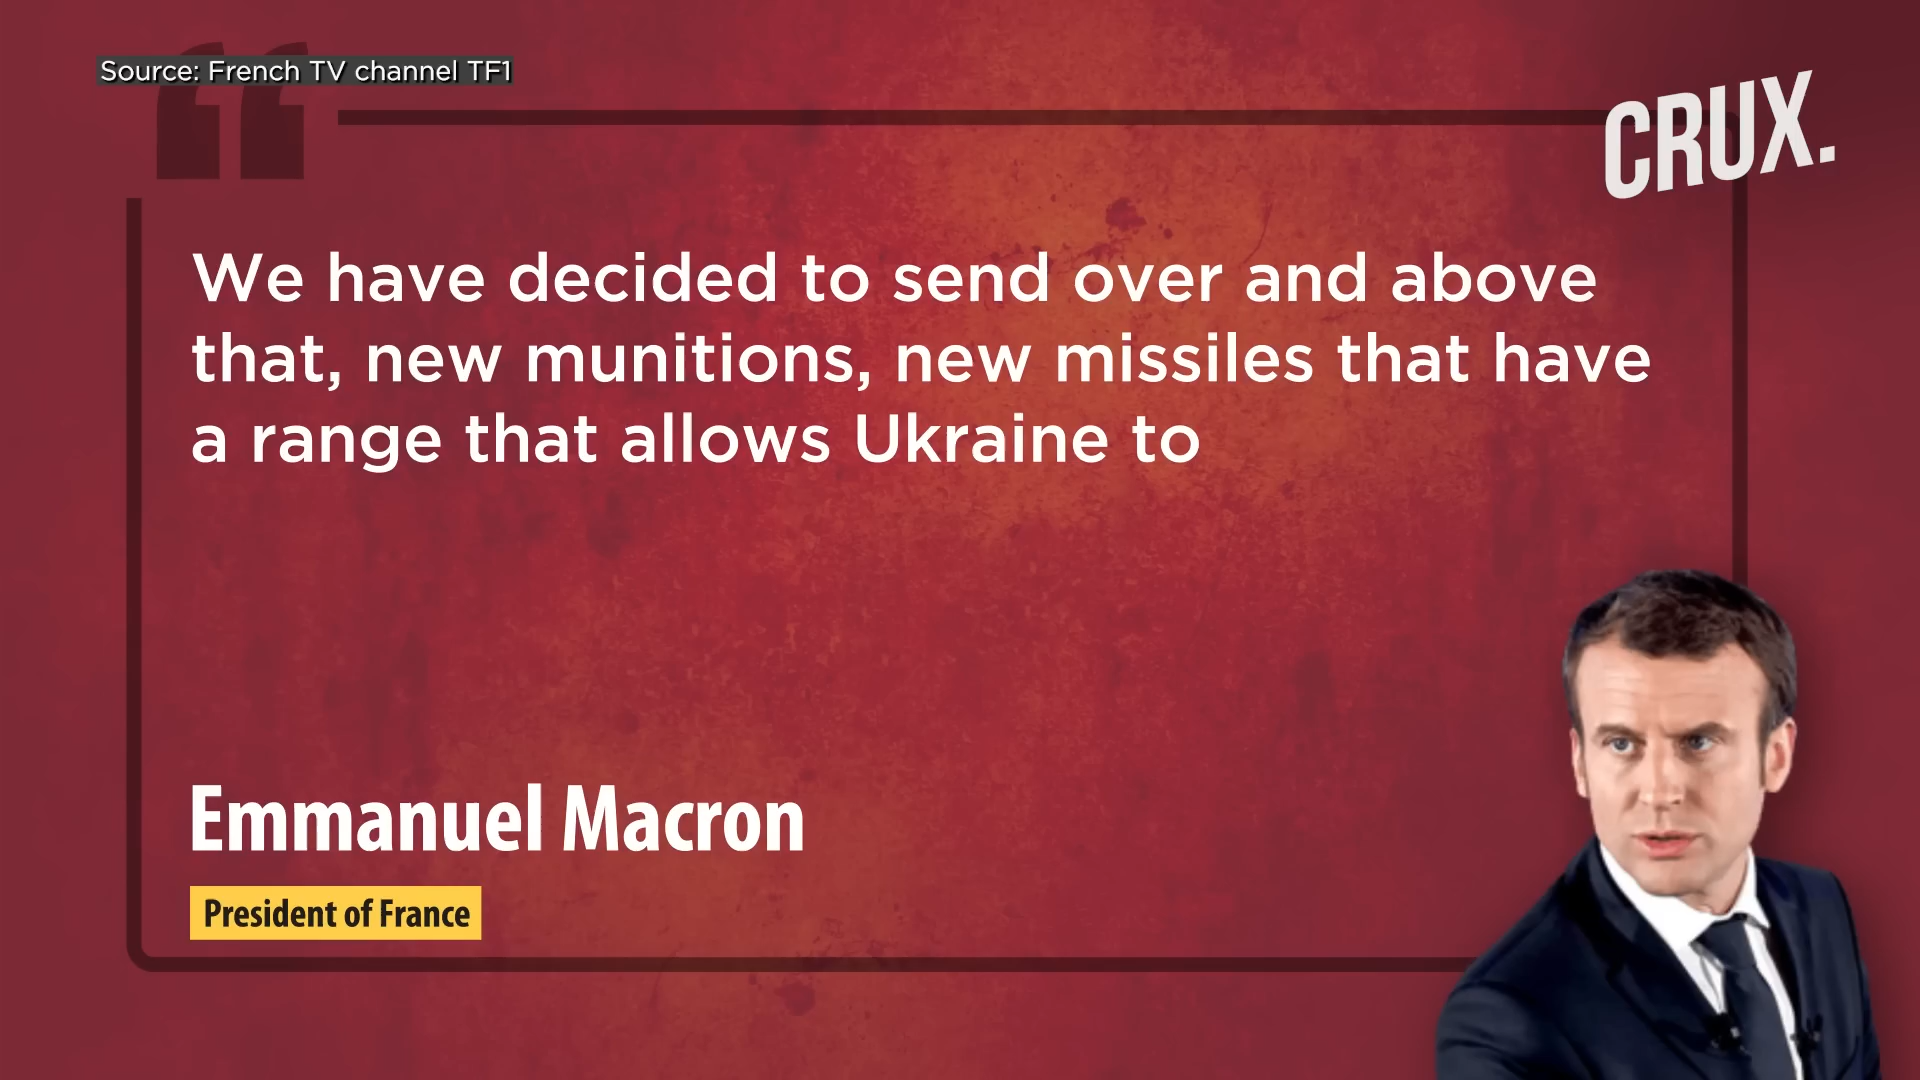 Source: French TV channel TF1
CRUX.
We have decided to send over and above
that, new munitions, new missiles that have
a range that allows Ukraine to
Emmanuel Macron
President of France